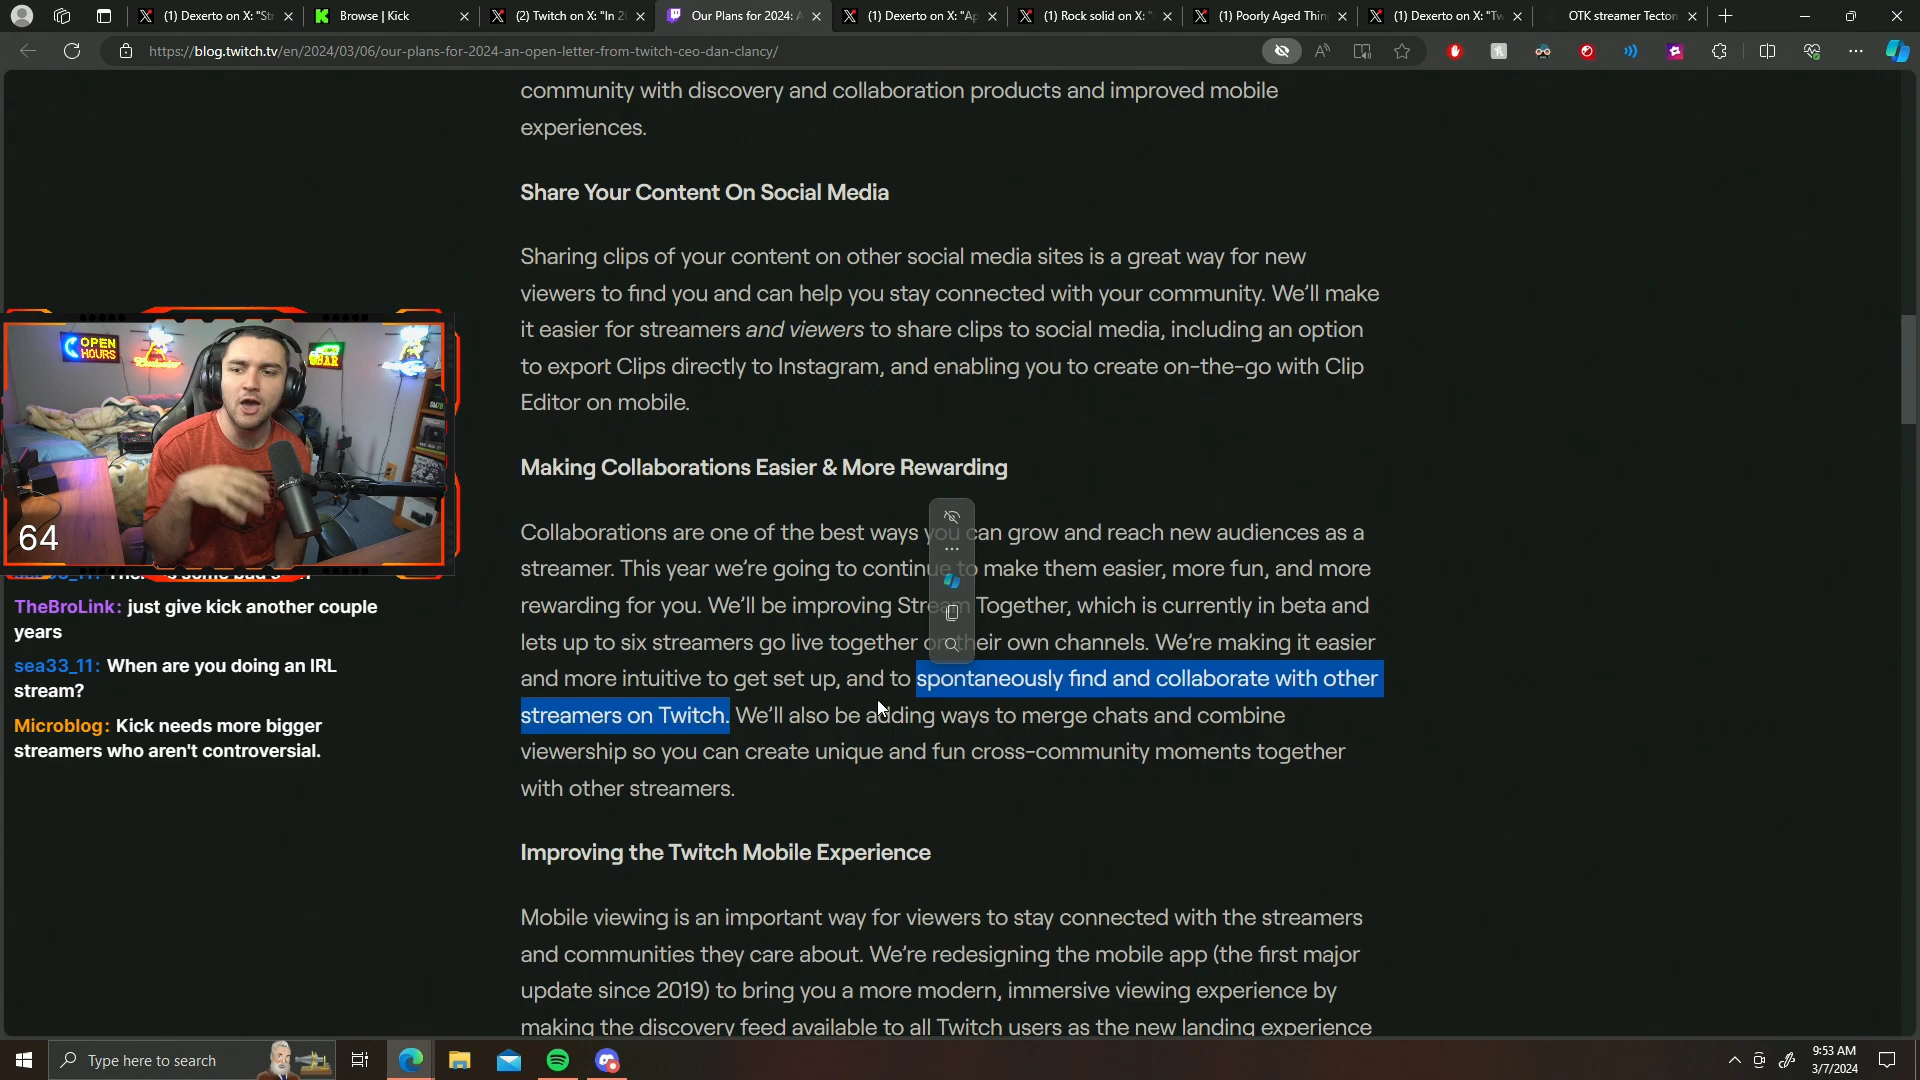 (1) Dexerto on X: "St
Browse | Kick
(2) Twitch on X: "In 2
Our Plans for 2024: A
(1) Dexerto on X: "Ap
(1) Rock solid on X: "
(1) Poorly Aged Thin
(1) Dexerto on X: "Tw
OTK streamer Tecton
https://blog.twitch.tv/en/2024/03/06/our-plans-for-2024-an-open-letter-from-twitch-ceo-dan-clancy/
community with discovery and collaboration products and improved mobile
experiences.
Share Your Content On Social Media
Sharing clips of your content on other social media sites is a great way for new
viewers to find you and can help you stay connected with your community. We'll make
it easier for streamers and viewers to share clips to social media, including an option
to export Clips directly to Instagram, and enabling you to create on-the-go with Clip
Editor on mobile.
Making Collaborations Easier & More Rewarding
Collaborations are one of the best ways you can grow and reach new audiences as a
streamer. This year we're going to continue to make them easier, more fun, and more
rewarding for you. We'll be improving Stream Together, which is currently in beta and
lets up to six streamers go live together on their own channels. We're making it easier
and more intuitive to get set up, and to spontaneously find and collaborate with other
streamers on Twitch. We'll also be adding ways to merge chats and combine
viewership so you can create unique and fun cross-community moments together
with other streamers.
Improving the Twitch Mobile Experience
Mobile viewing is an important way for viewers to stay connected with the streamers
and communities they care about. We're redesigning the mobile app (the first major
update since 2019) to bring you a more modern, immersive viewing experience by
making the discovery feed available to all Twitch users as the new landing experience
OPEN
HOURS
BAR
64
TheBroLink: just give kick another couple
years
sea33_11: When are you doing an IRL
stream?
Microblog: Kick needs more bigger
streamers who aren't controversial.
Type here to search
9:53 AM
3/7/2024